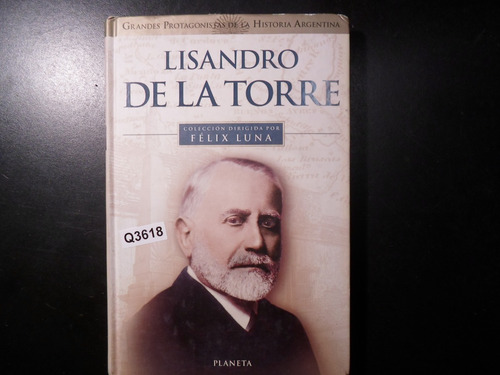 GRANDES PROTAGONISTAS DE LA HISTORIA ARGENTINA
LISANDRO
DE LA TORRE
COLECCIÓN DIRIGIDA POR
FÉLIX LUNA
Q3618
PLANETA